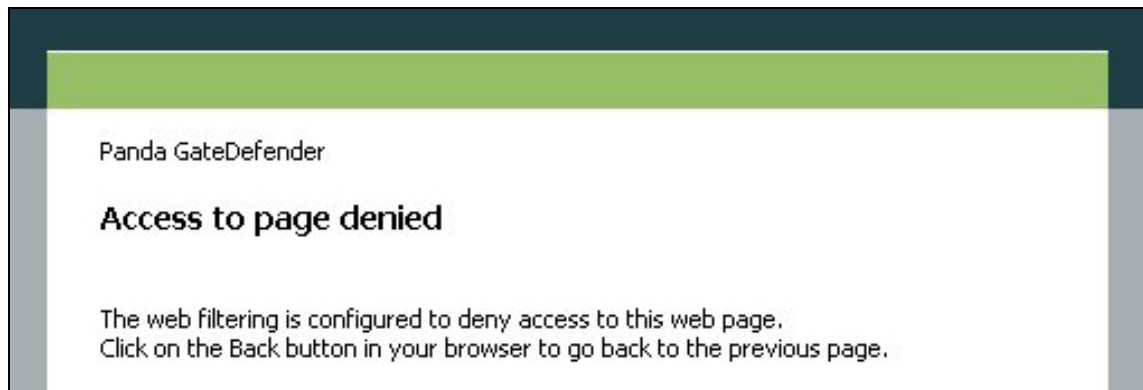 Panda GateDefender
Access to page denied
The web filtering is configured to deny access to this web page.
Click on the Back button in your browser to go back to the previous page.